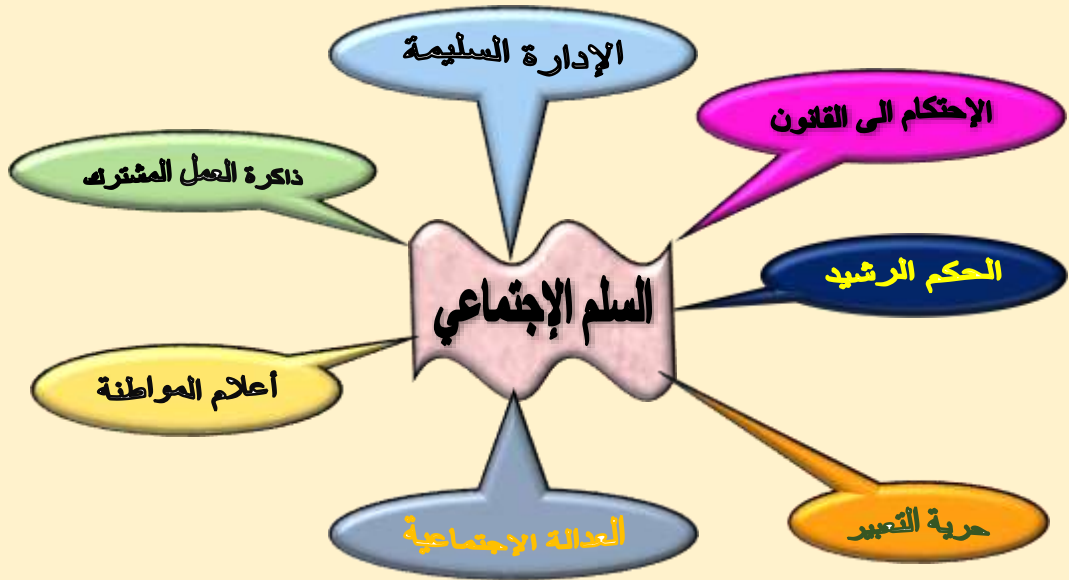 الإدارة السليمة
الإحتكام الى القانون
ذاكرة العمل المشترك
الحكم الرشيد
السلم الإجتماعي
أعلام المواطنة
حرية التعبير
العدالة الاجتماعية